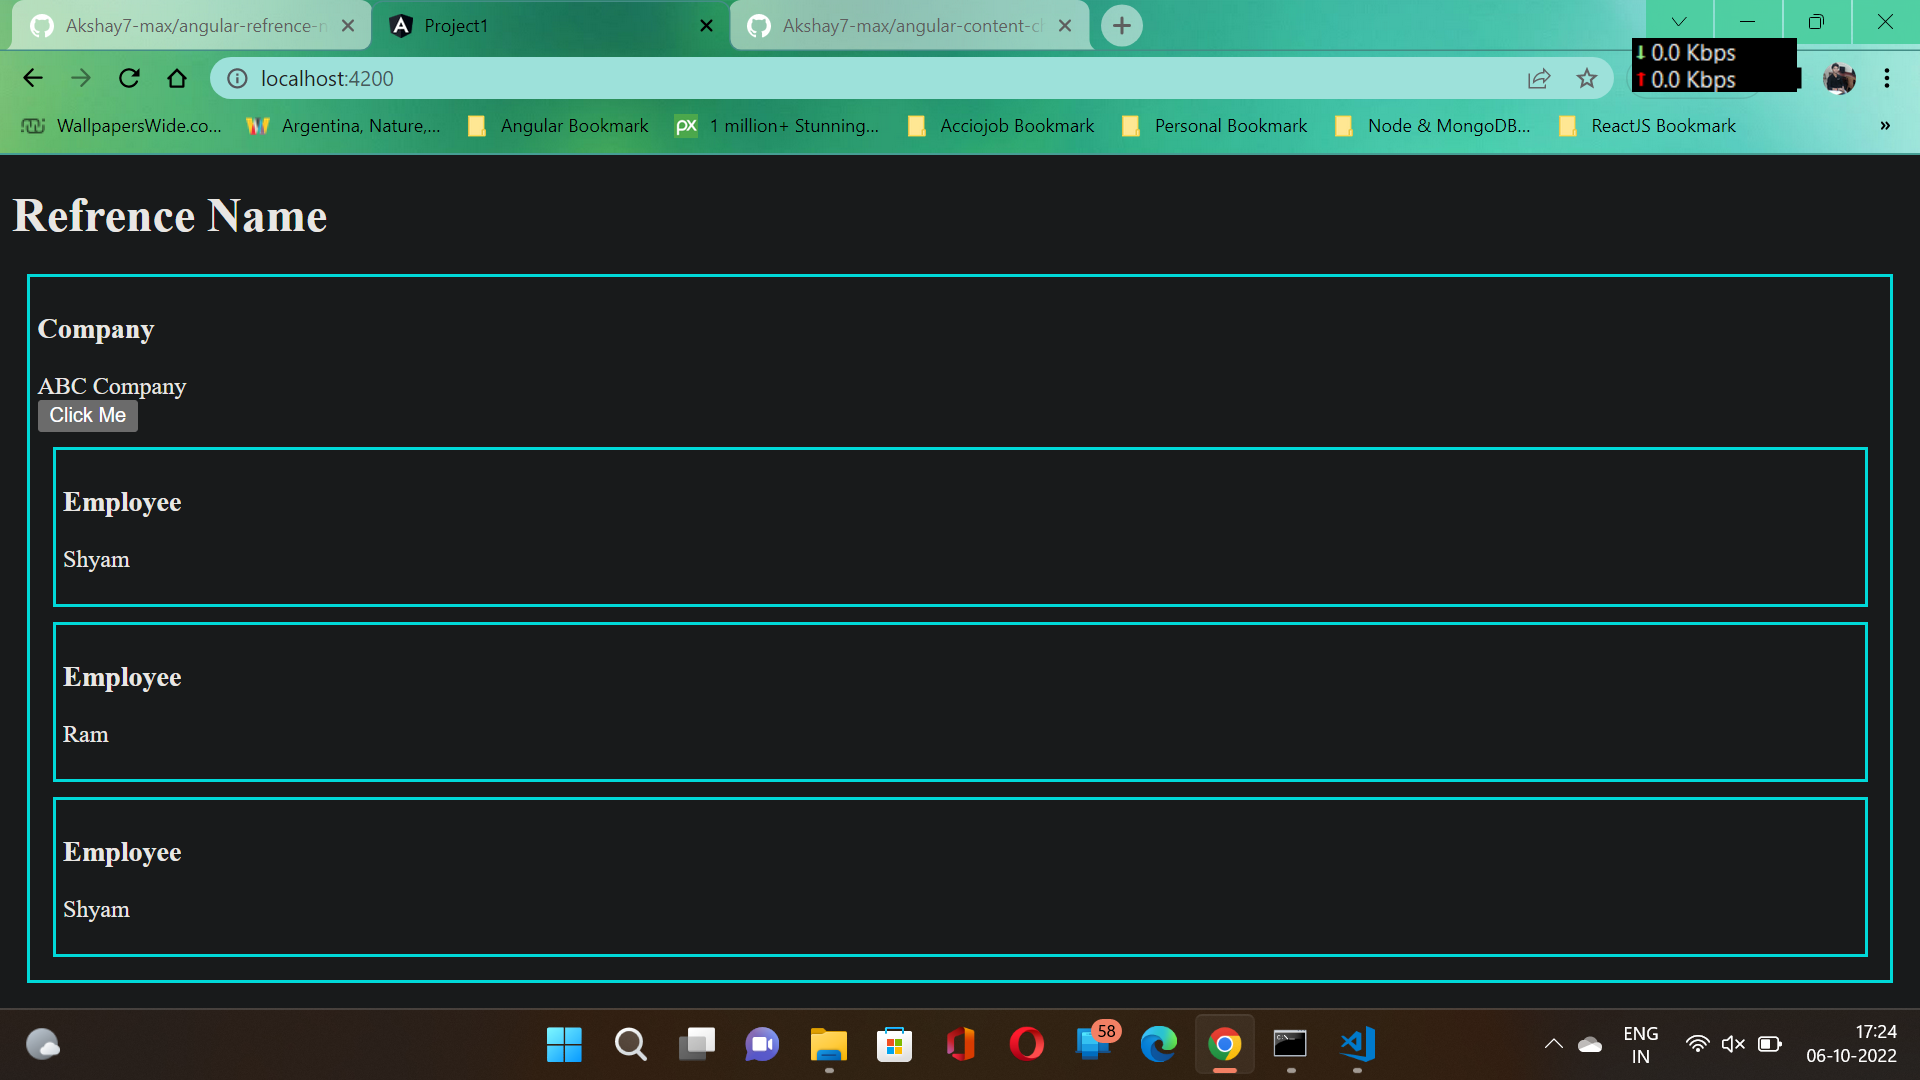 Akshay7-max/angular-refrence-n
Project1
Akshay7-max/angular-content-ch
0.0 Kbps
0.0 Kbps
localhost:4200
WallpapersWide.co...
Argentina, Nature,...
Angular Bookmark
px 1 million+ Stunning...
Acciojob Bookmark
Personal Bookmark
Node & MongoDB...
ReactJS Bookmark
»
Refrence Name
Company
ABC Company
Click Me
Employee
Shyam
Employee
Ram
Employee
Shyam
58
ENG
IN
17:24
06-10-2022